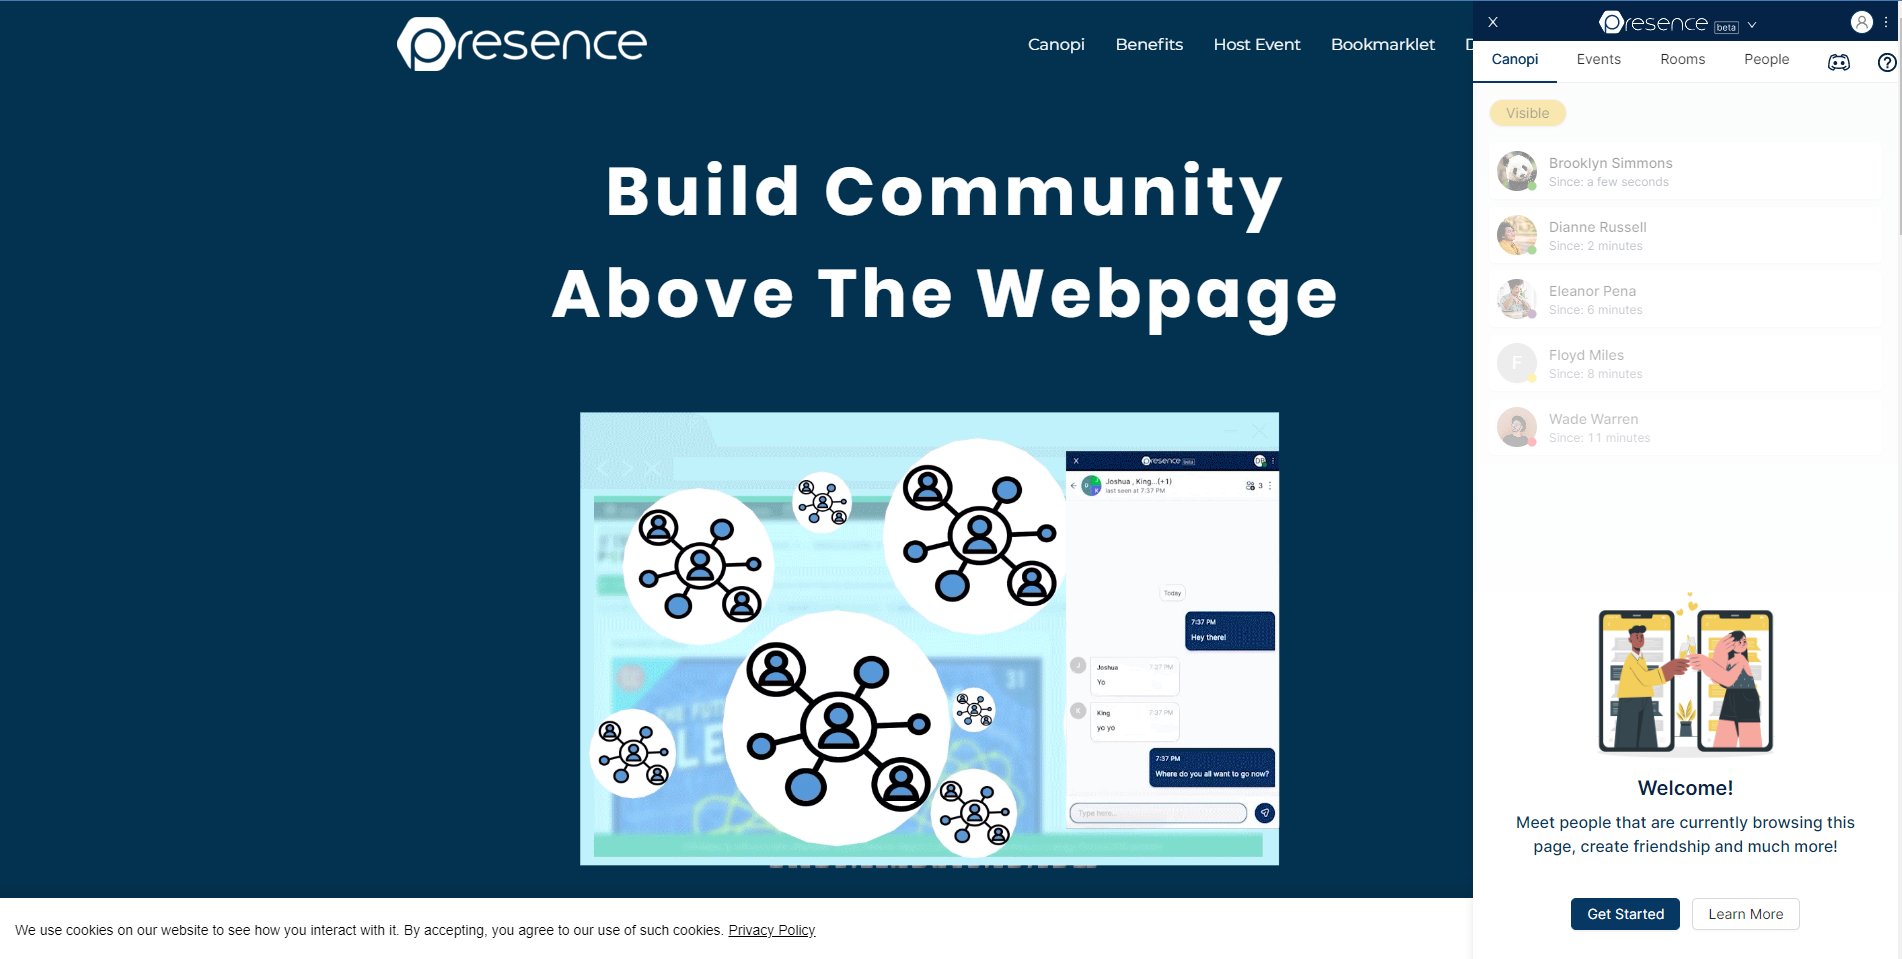 presence
Canopi Benefits Host Event Bookmarklet
Build Community
Above The Webpage
X presence beta
Joshua , King...(+1)
last seen at 7:37 PM
3
Today
7:37 PM
Hey there!
J Joshua 7:37 PM
Yo
K King 7:37 PM
yo yo
7:37 PM
Where do you all want to go now?
Type here...
31
We use cookies on our website to see how you interact with it. By accepting, you agree to our use of such cookies. Privacy Policy
X presence beta
Canopi Events Rooms People
Visible
Brooklyn Simmons
Since: a few seconds
Dianne Russell
Since: 2 minutes
Eleanor Pena
Since: 6 minutes
F Floyd Miles
Since: 8 minutes
Wade Warren
Since: 11 minutes
Welcome!
Meet people that are currently browsing this
page, create friendship and much more!
Get Started Learn More